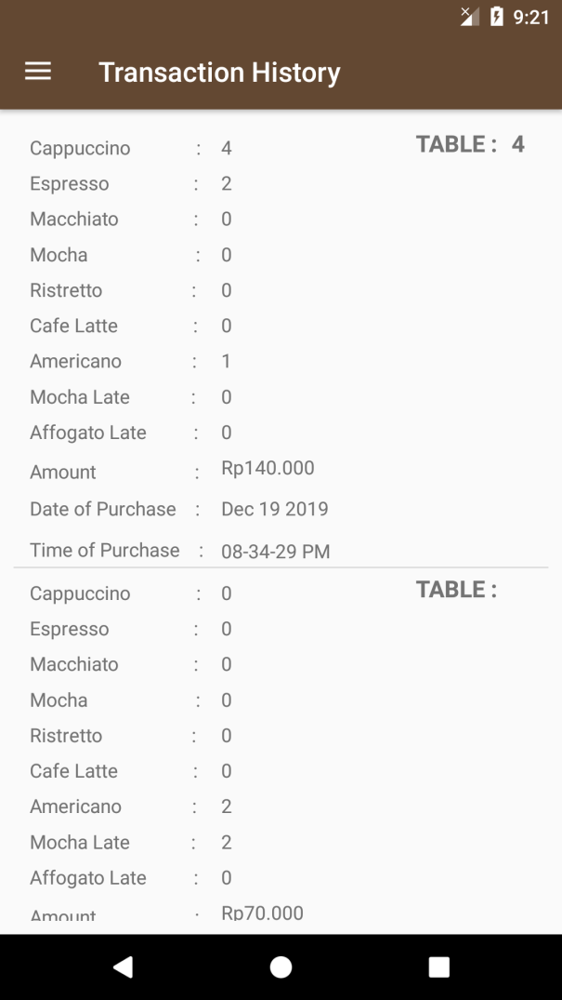 9:21
Transaction History
Cappuccino : 4 TABLE : 4
Espresso : 2
Macchiato : 0
Mocha : 0
Ristretto : 0
Cafe Latte : 0
Americano : 1
Mocha Late : 0
Affogato Late : 0
Amount : Rp140.000
Date of Purchase : Dec 19 2019
Time of Purchase : 08-34-29 PM
Cappuccino : 0 TABLE :
Espresso : 0
Macchiato : 0
Mocha : 0
Ristretto : 0
Cafe Latte : 0
Americano : 2
Mocha Late : 2
Affogato Late : 0
Amount : Rp70.000